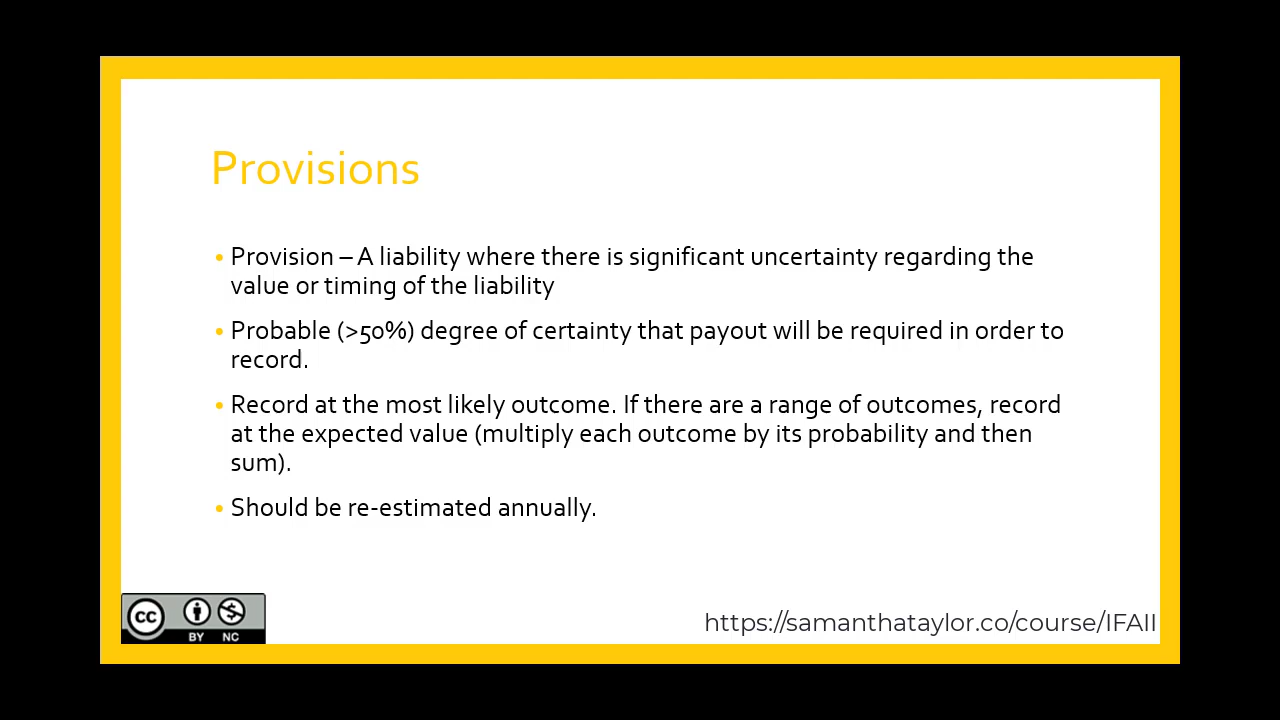 Provisions
• Provision – A liability where there is significant uncertainty regarding the
value or timing of the liability
• Probable (>50%) degree of certainty that payout will be required in order to
record.
• Record at the most likely outcome. If there are a range of outcomes, record
at the expected value (multiply each outcome by its probability and then
sum).
• Should be re-estimated annually.
cc
BY NC
https://samanthataylor.co/course/IFAII